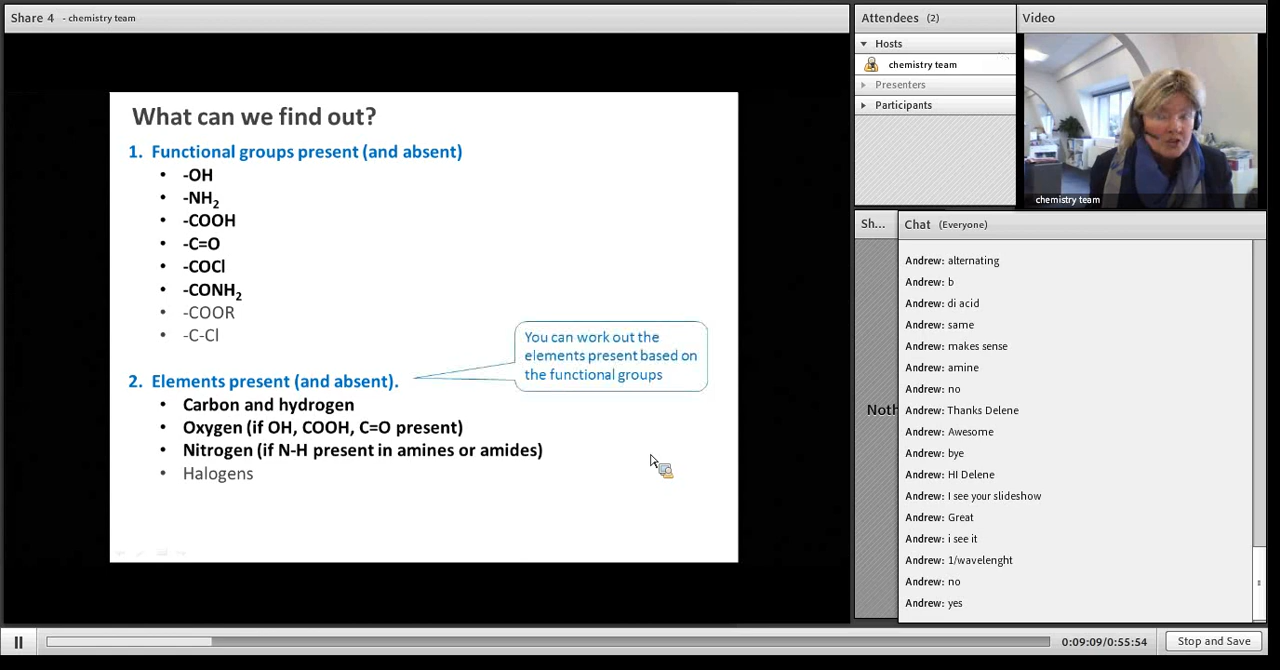 Share 4 - chemistry team
What can we find out?
1. Functional groups present (and absent)
• -OH
• -NH₂
• -COOH
• -C=O
• -COCl
• -CONH₂
• -COOR
• -C-Cl
You can work out the
elements present based on
the functional groups
2. Elements present (and absent).
• Carbon and hydrogen
• Oxygen (if OH, COOH, C=O present)
• Nitrogen (if N-H present in amines or amides)
• Halogens
Attendees (2)
Hosts
chemistry team
Presenters
Participants
Video
chemistry team
Sh...
Noth
Chat (Everyone)
Andrew: alternating
Andrew: b
Andrew: di acid
Andrew: same
Andrew: makes sense
Andrew: amine
Andrew: no
Andrew: Thanks Delene
Andrew: Awesome
Andrew: bye
Andrew: HI Delene
Andrew: I see your slideshow
Andrew: Great
Andrew: i see it
Andrew: 1/wavelenght
Andrew: no
Andrew: yes
0:09:09/0:55:54
Stop and Save